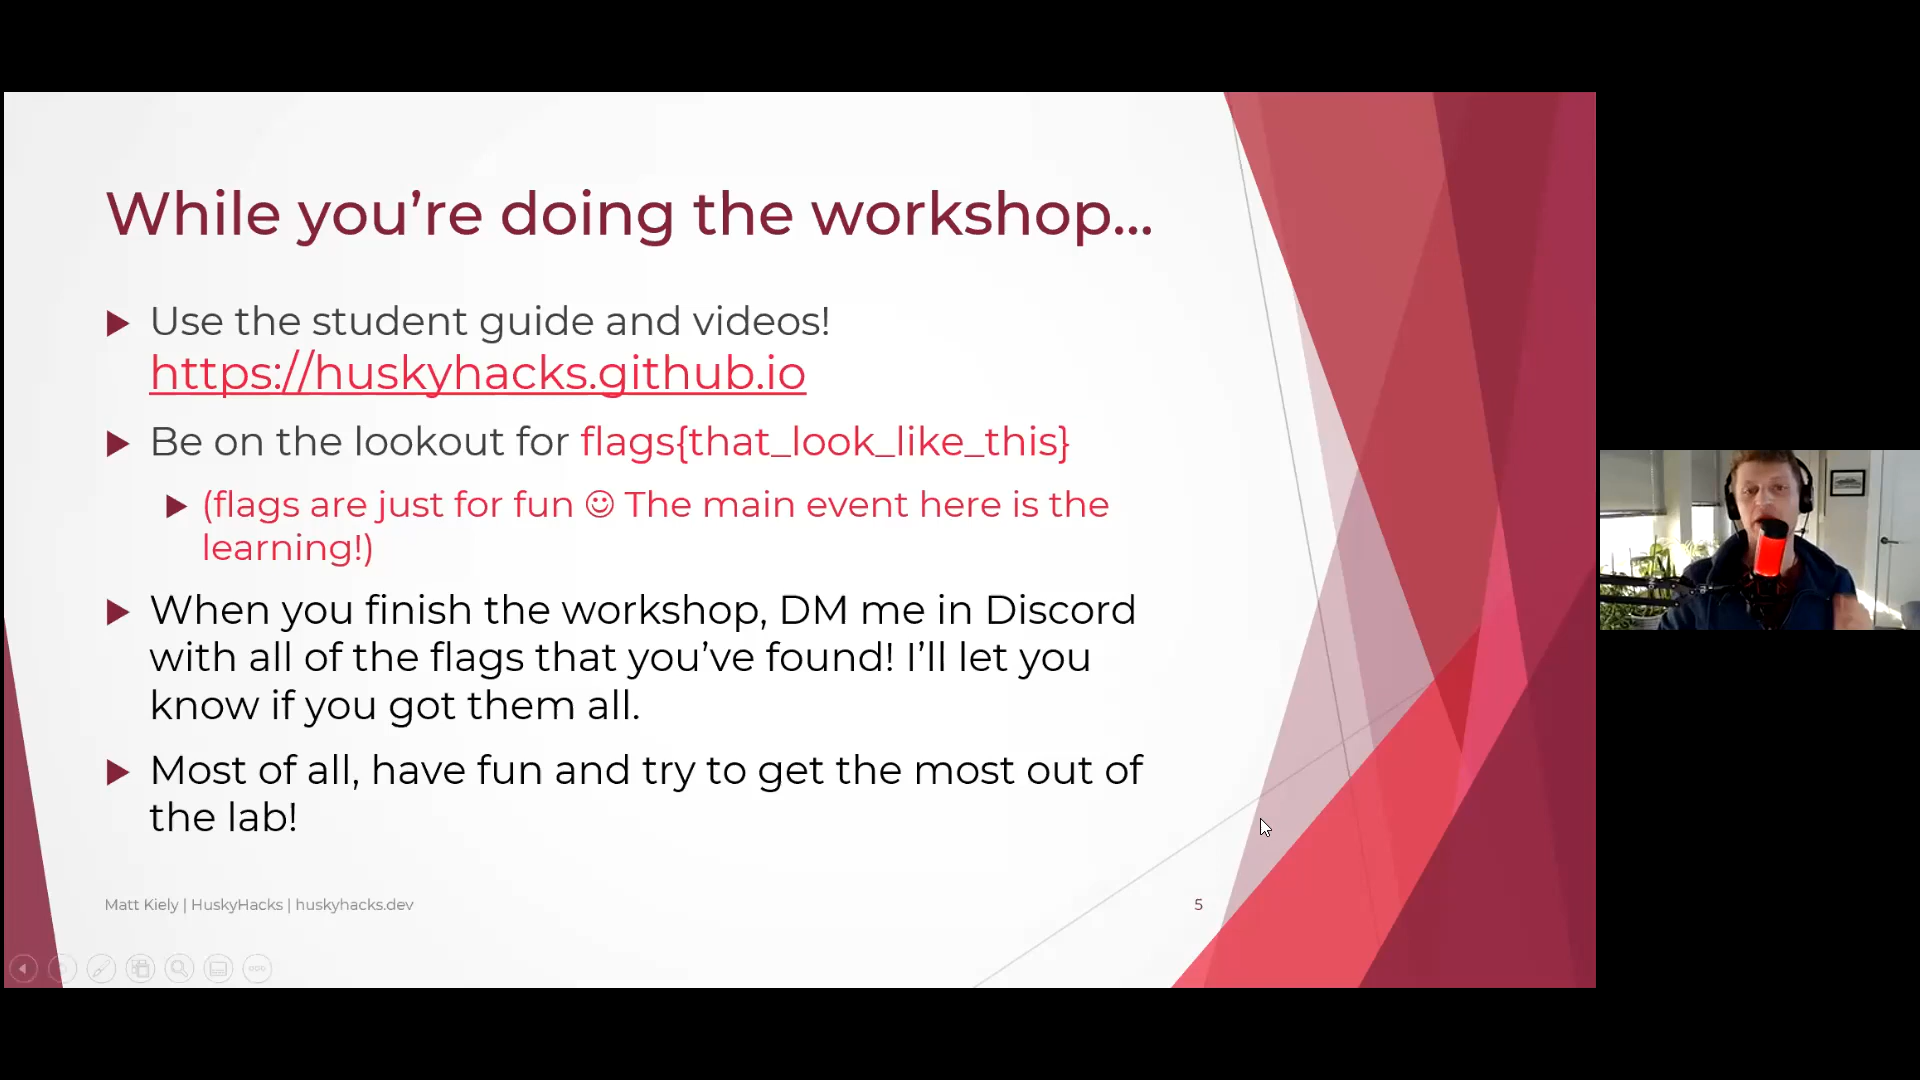 While you’re doing the workshop…
Use the student guide and videos!
https://huskyhacks.github.io
Be on the lookout for flags{that_look_like_this}
(flags are just for fun ☺ The main event here is the
learning!)
When you finish the workshop, DM me in Discord
with all of the flags that you’ve found! I’ll let you
know if you got them all.
Most of all, have fun and try to get the most out of
the lab!
Matt Kiely | HuskyHacks | huskyhacks.dev
5